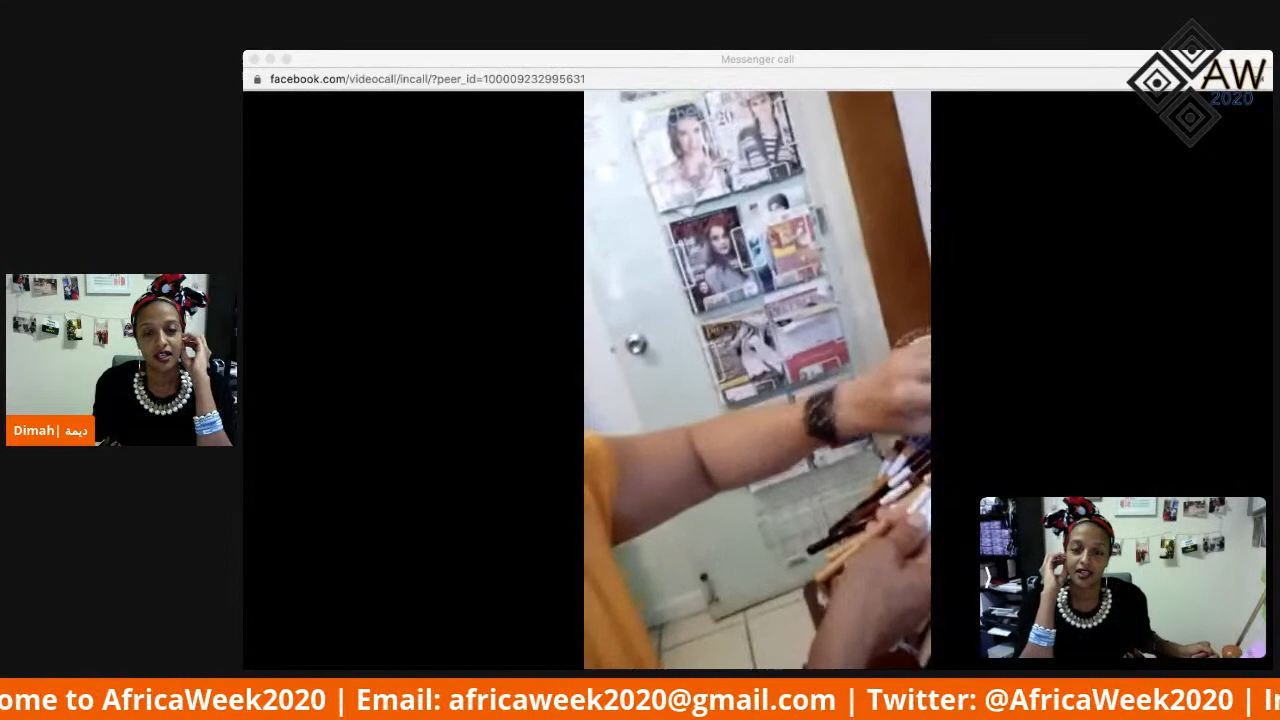 Messenger call
facebook.com/videocall/incall/?peer_id=100009232995631
AW
2020
20
Dimah| ديمة
ome to AfricaWeek2020 | Email: africaweek2020@gmail.com | Twitter: @AfricaWeek2020 | I